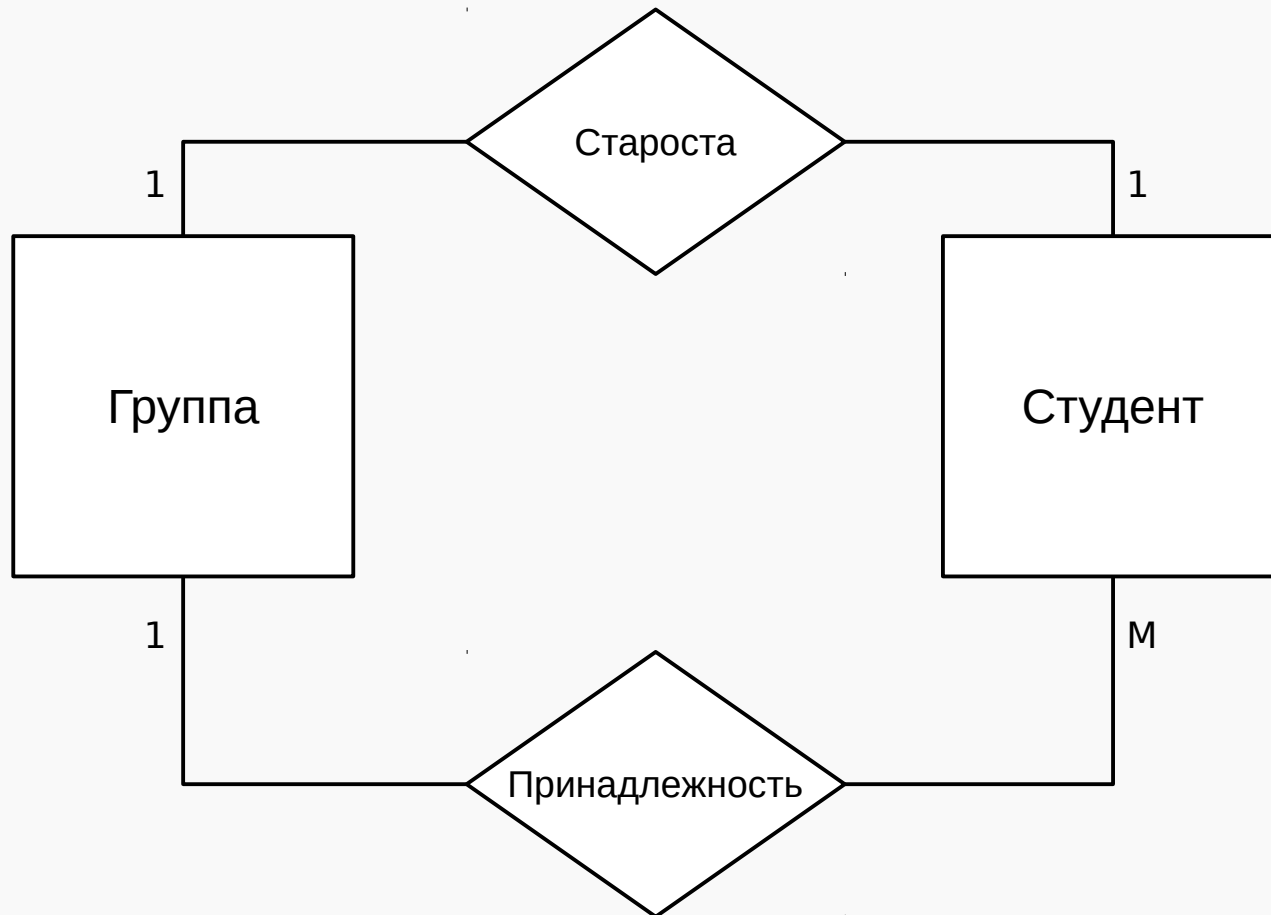 Староста
1
1
Группа
Студент
1
М
Принадлежность